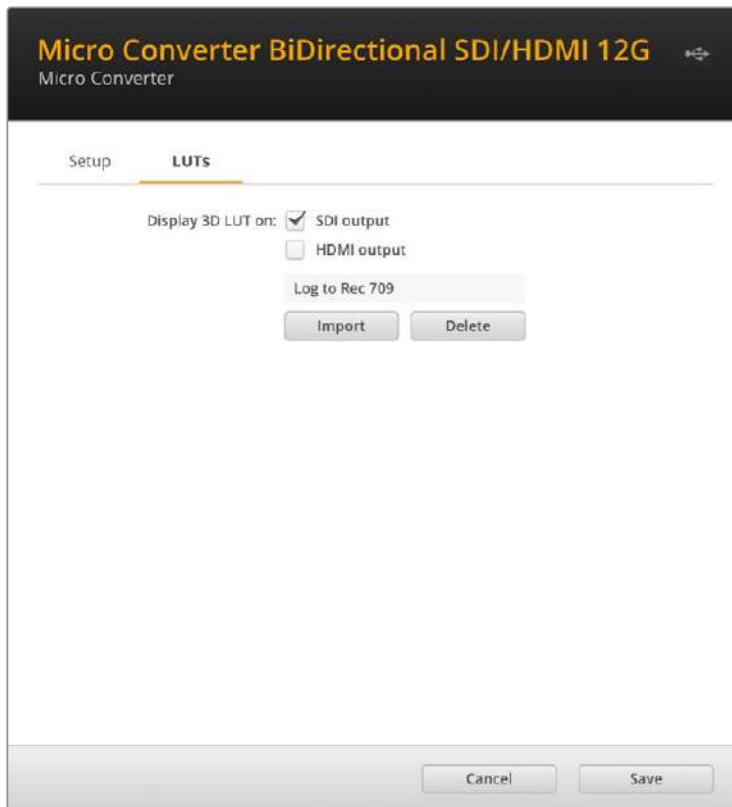 Micro Converter BiDirectional SDI/HDMI 12G
Micro Converter
Setup LUTs
Display 3D LUT on: SDI output
HDMI output
Log to Rec 709
Import Delete
Cancel Save